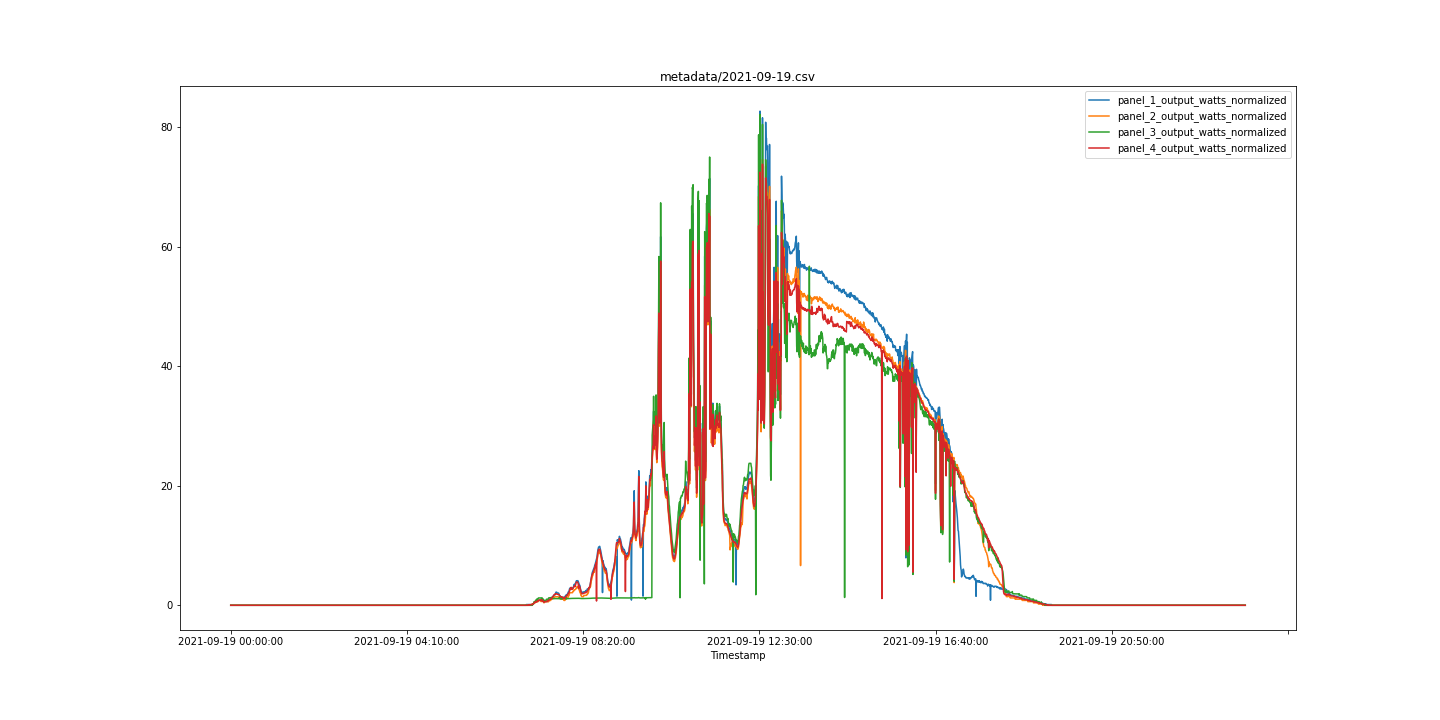 metadata/2021-09-19.csv
panel_1_output_watts_normalized
panel_2_output_watts_normalized
panel_3_output_watts_normalized
panel_4_output_watts_normalized
80
60
40
20
0
2021-09-19 00:00:00 2021-09-19 04:10:00 2021-09-19 08:20:00 2021-09-19 12:30:00 2021-09-19 16:40:00 2021-09-19 20:50:00
Timestamp